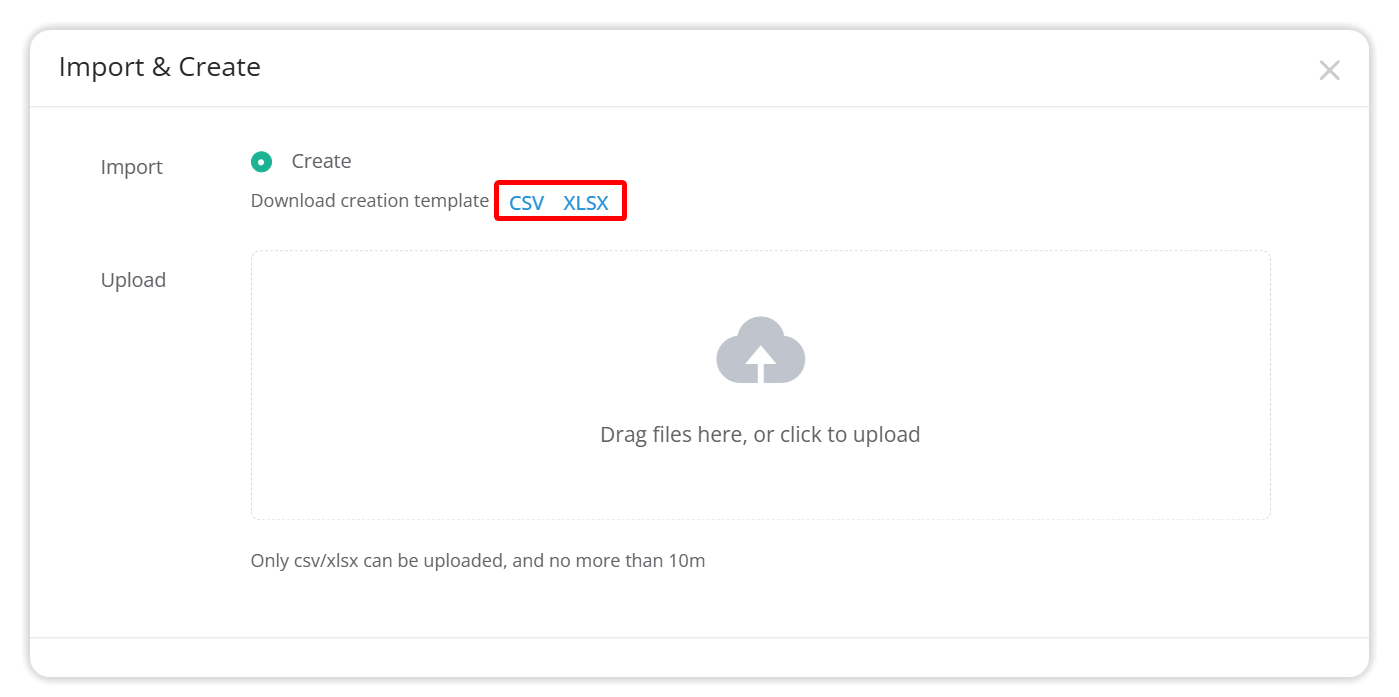 Import & Create
Import
Create
Download creation template CSV XLSX
Upload
Drag files here, or click to upload
Only csv/xlsx can be uploaded, and no more than 10m